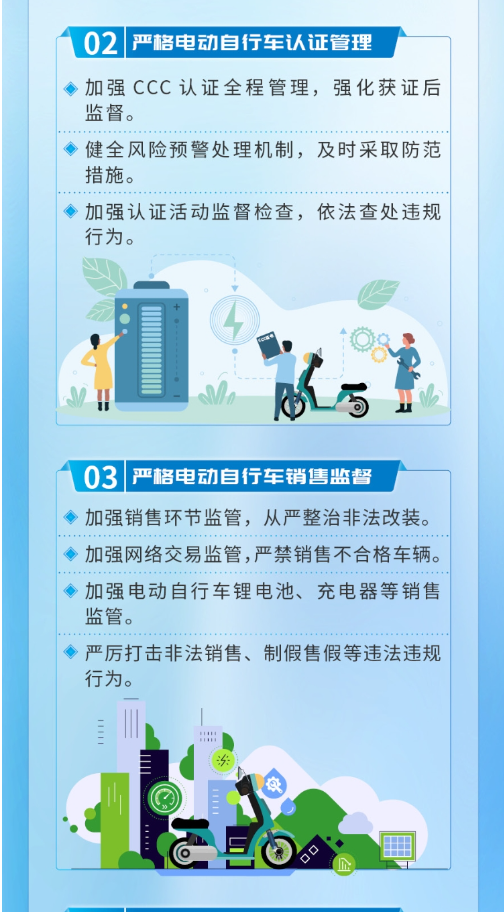 02 严格电动自行车认证管理
加强 CCC 认证全程管理，强化获证后
监督。
健全风险预警处理机制，及时采取防范
措施。
加强认证活动监督检查，依法查处违规
行为。
03 严格电动自行车销售监督
加强销售环节监管，从严整治非法改装。
加强网络交易监管，严禁销售不合格车辆。
加强电动自行车锂电池、充电器等销售
监管。
严厉打击非法销售、制假售假等违法违规
行为。